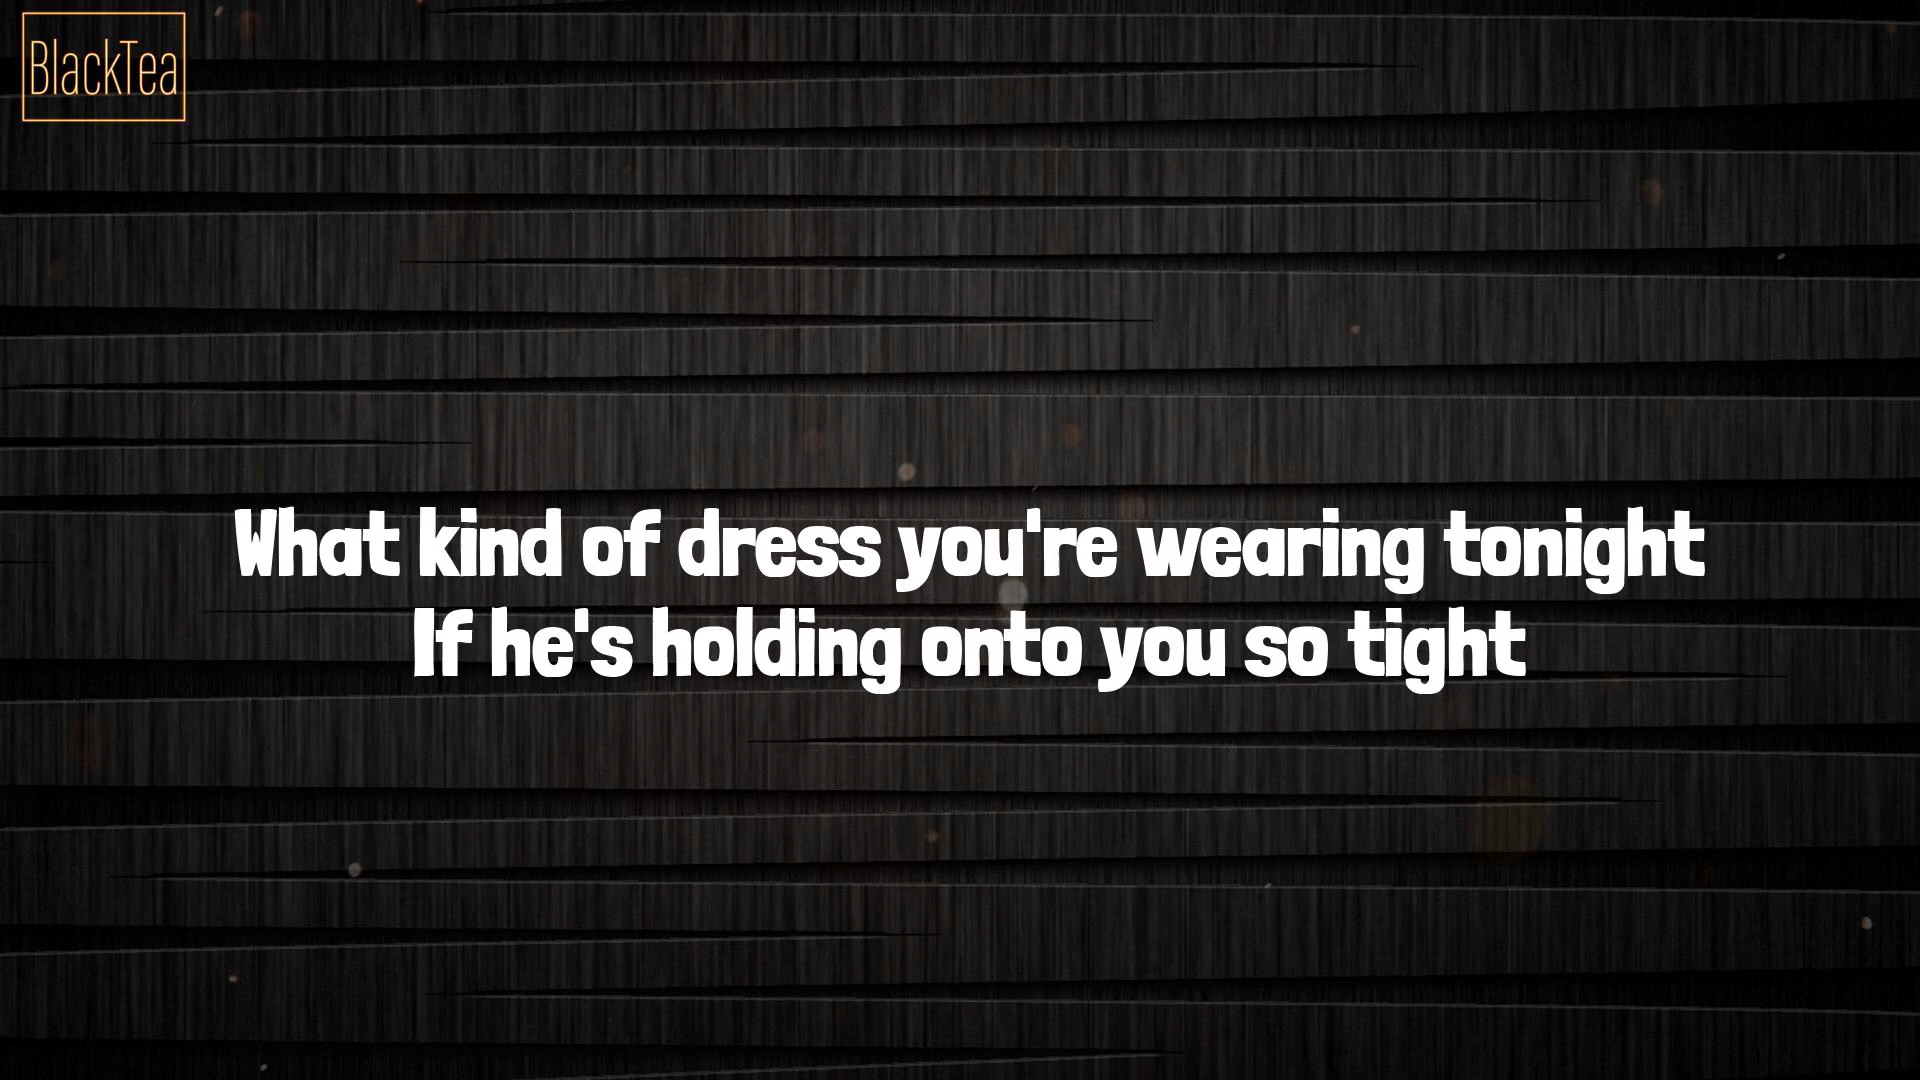 BlackTea
What kind of dress you're wearing tonight
If he's holding onto you so tight